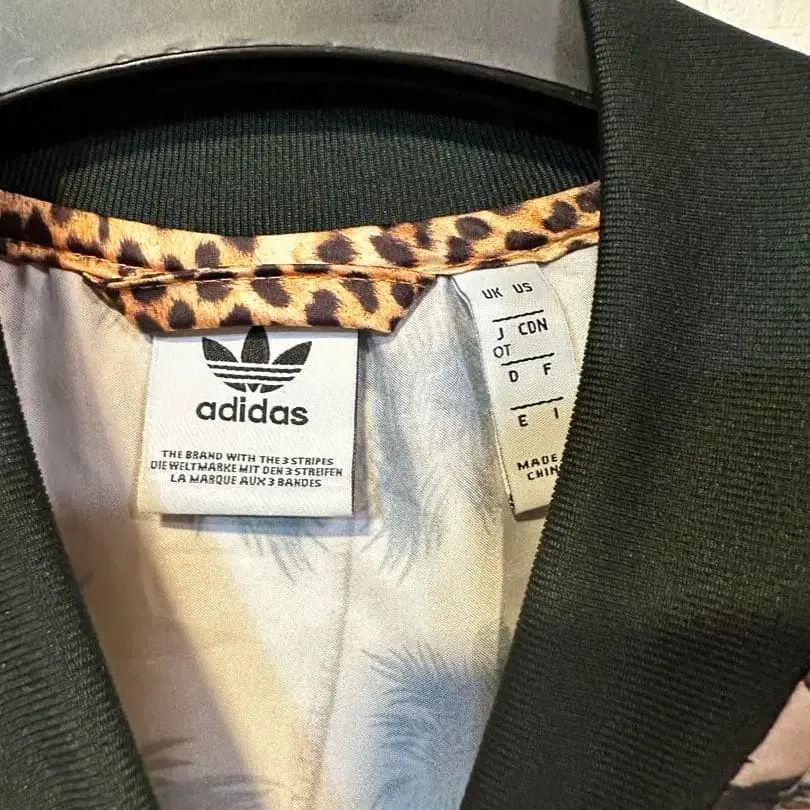 adidas
THE BRAND WITH THE 3 STRIPES
DIE WELTMARKE MIT DEN 3 STREIFEN
LA MARQUE AUX 3 BANDES
UK US
J CDN
OT
D F
E I
MADE
CHIN